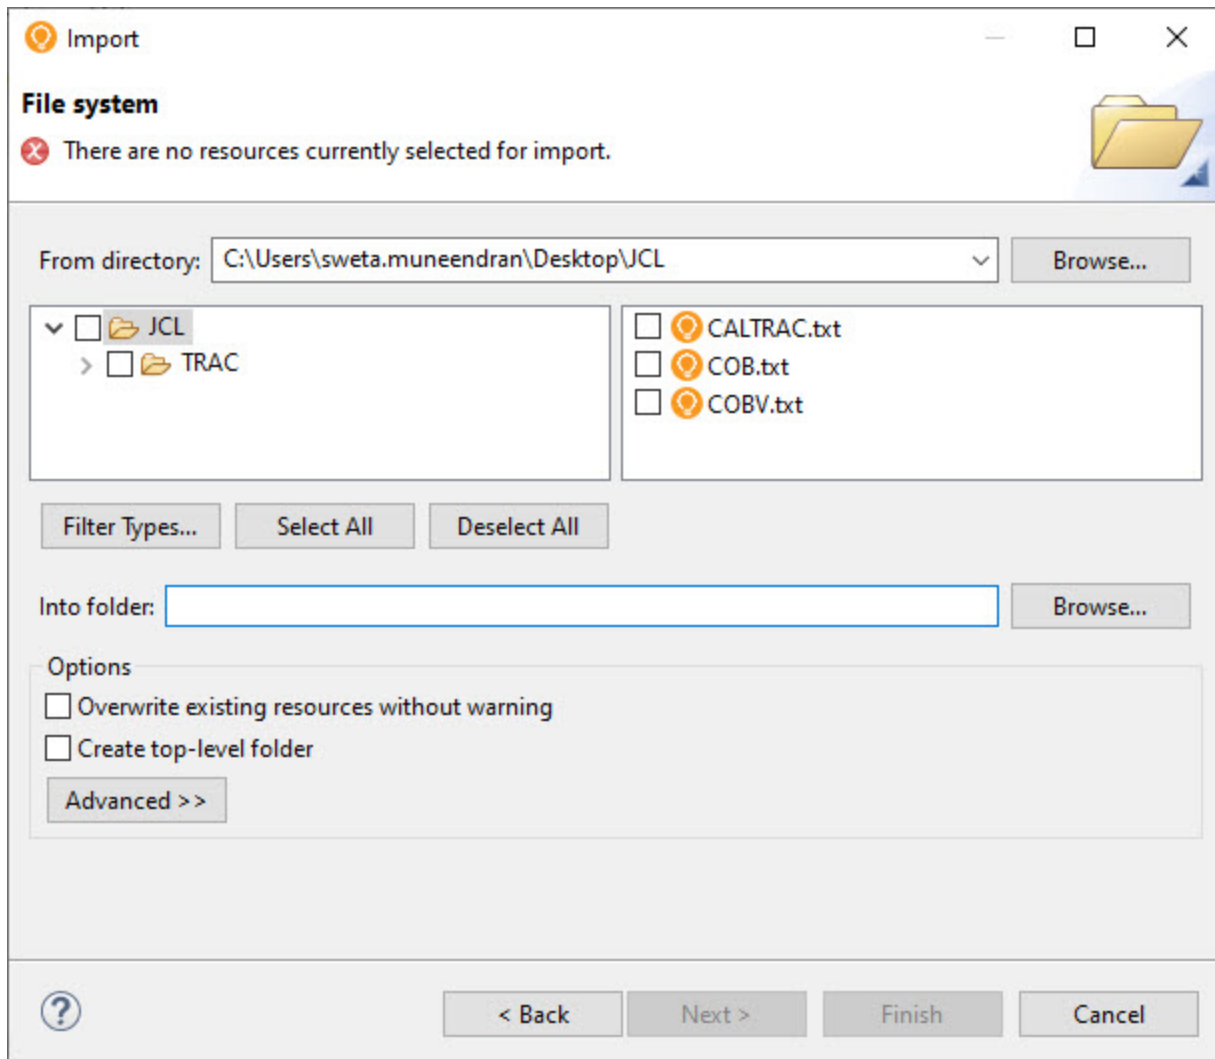 Import
File system
There are no resources currently selected for import.
From directory: C:\Users\sweta.muneendran\Desktop\JCL Browse...
JCL
TRAC
CALTRAC.txt
COB.txt
COBV.txt
Filter Types... Select All Deselect All
Into folder: Browse...
Options
Overwrite existing resources without warning
Create top-level folder
Advanced >>
? < Back Next > Finish Cancel